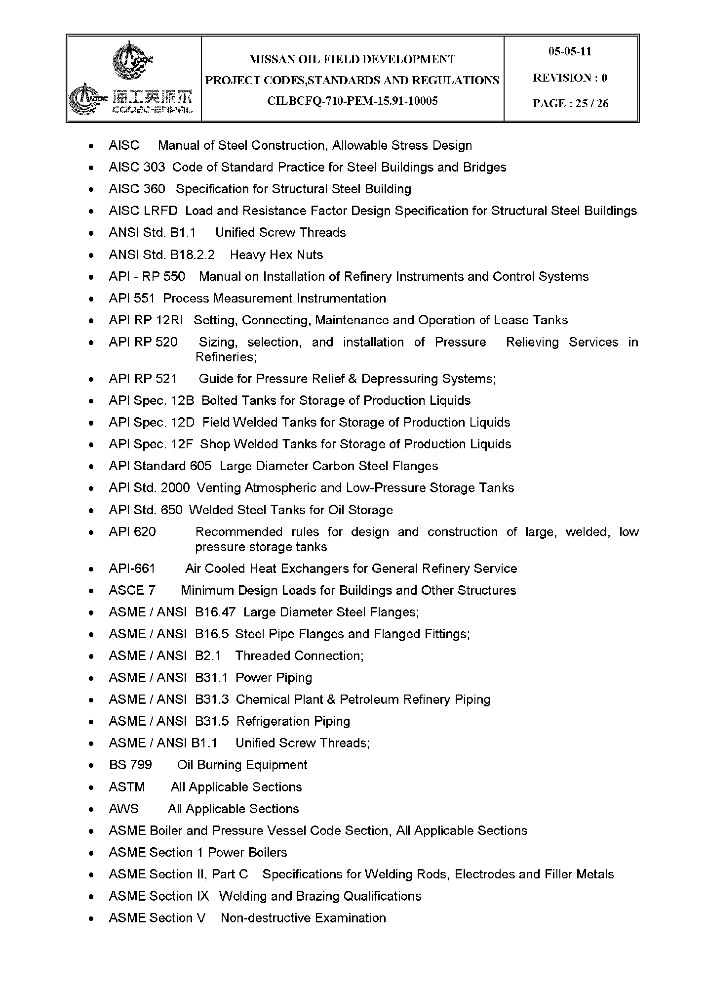 MISSAN OIL FIELD DEVELOPMENT
PROJECT CODES,STANDARDS AND REGULATIONS
CILBCFQ-710-PEM-15.91-10005
05-05-11
REVISION : 0
PAGE : 25 / 26
海工英派尔
COOEC-ENPAL
• AISC Manual of Steel Construction, Allowable Stress Design
• AISC 303 Code of Standard Practice for Steel Buildings and Bridges
• AISC 360 Specification for Structural Steel Building
• AISC LRFD Load and Resistance Factor Design Specification for Structural Steel Buildings
• ANSI Std. B1.1 Unified Screw Threads
• ANSI Std. B18.2.2 Heavy Hex Nuts
• API - RP 550 Manual on Installation of Refinery Instruments and Control Systems
• API 551 Process Measurement Instrumentation
• API RP 12RI Setting, Connecting, Maintenance and Operation of Lease Tanks
• API RP 520 Sizing, selection, and installation of Pressure Relieving Services in
Refineries;
• API RP 521 Guide for Pressure Relief & Depressuring Systems;
• API Spec. 12B Bolted Tanks for Storage of Production Liquids
• API Spec. 12D Field Welded Tanks for Storage of Production Liquids
• API Spec. 12F Shop Welded Tanks for Storage of Production Liquids
• API Standard 605 Large Diameter Carbon Steel Flanges
• API Std. 2000 Venting Atmospheric and Low-Pressure Storage Tanks
• API Std. 650 Welded Steel Tanks for Oil Storage
• API 620 Recommended rules for design and construction of large, welded, low
pressure storage tanks
• API-661 Air Cooled Heat Exchangers for General Refinery Service
• ASCE 7 Minimum Design Loads for Buildings and Other Structures
• ASME / ANSI B16.47 Large Diameter Steel Flanges;
• ASME / ANSI B16.5 Steel Pipe Flanges and Flanged Fittings;
• ASME / ANSI B2.1 Threaded Connection;
• ASME / ANSI B31.1 Power Piping
• ASME / ANSI B31.3 Chemical Plant & Petroleum Refinery Piping
• ASME / ANSI B31.5 Refrigeration Piping
• ASME / ANSI B1.1 Unified Screw Threads;
• BS 799 Oil Burning Equipment
• ASTM All Applicable Sections
• AWS All Applicable Sections
• ASME Boiler and Pressure Vessel Code Section, All Applicable Sections
• ASME Section 1 Power Boilers
• ASME Section II, Part C Specifications for Welding Rods, Electrodes and Filler Metals
• ASME Section IX Welding and Brazing Qualifications
• ASME Section V Non-destructive Examination